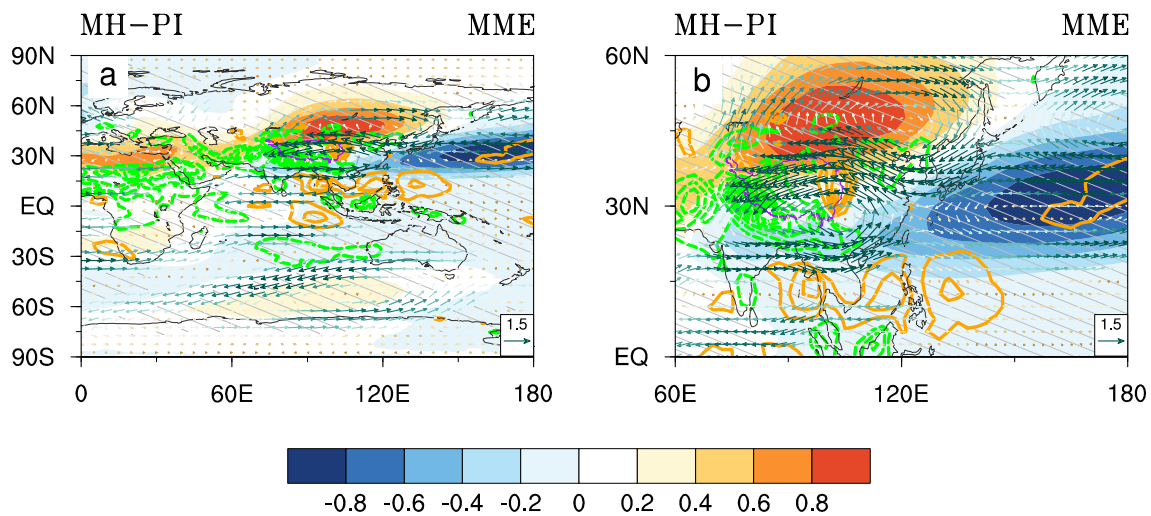 MH−PI MME MH−PI MME
90N 60N
a b
60N
30N
EQ 30N
30S
60S
1.5 1.5
90S EQ
0 60E 120E 180 60E 120E 180
-0.8 -0.6 -0.4 -0.2 0 0.2 0.4 0.6 0.8